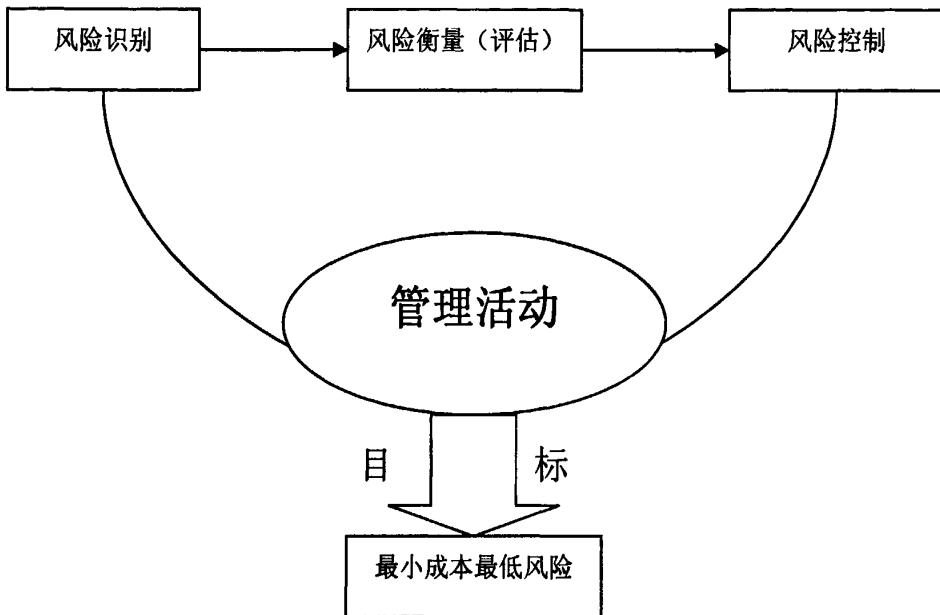 风险识别
风险衡量（评估）
风险控制
管理活动
目 标
最小成本最低风险